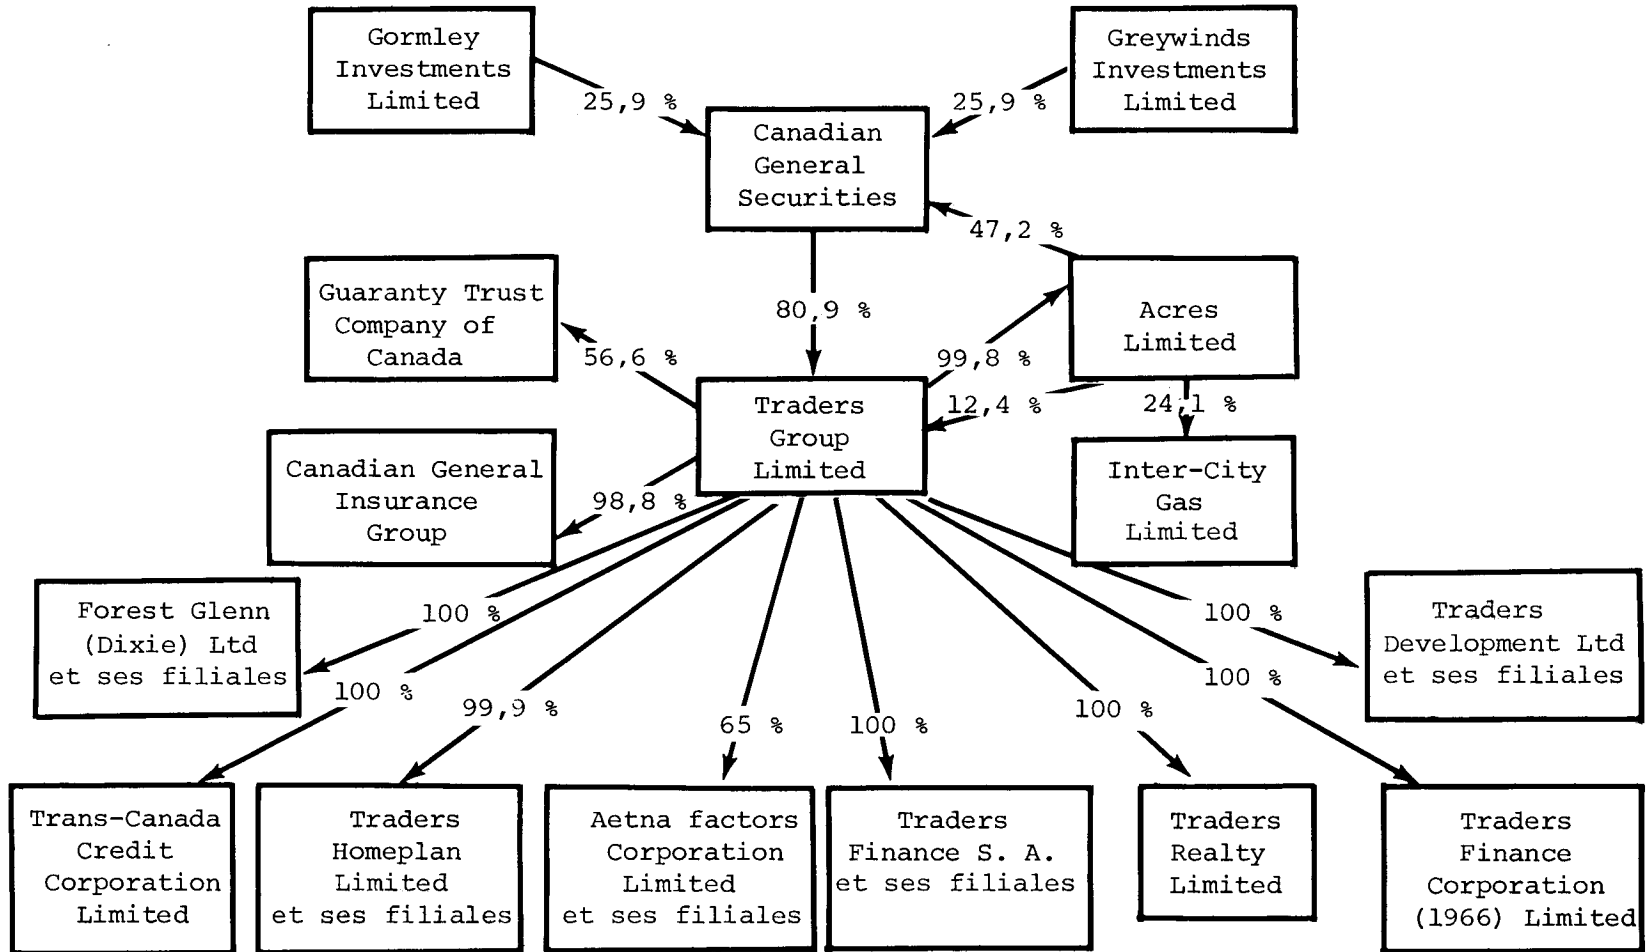 Gormley
Investments
Limited
Greywinds
Investments
Limited
25,9 %
25,9 %
Canadian
General
Securities
47,2 %
Guaranty Trust
Company of
Canada
80,9 %
Acres
Limited
56,6 %
99,8 %
Traders
Group
Limited
12,4 %
24,1 %
Canadian General
Insurance
Group
98,8 %
Inter-City
Gas
Limited
Forest Glenn
(Dixie) Ltd
et ses filiales
100 %
100 %
Traders
Development Ltd
et ses filiales
100 %
99,9 %
65 %
100 %
100 %
100 %
Trans-Canada
Credit
Corporation
Limited
Traders
Homeplan
Limited
et ses filiales
Aetna factors
Corporation
Limited
et ses filiales
Traders
Finance S. A.
et ses filiales
Traders
Realty
Limited
Traders
Finance
Corporation
(1966) Limited